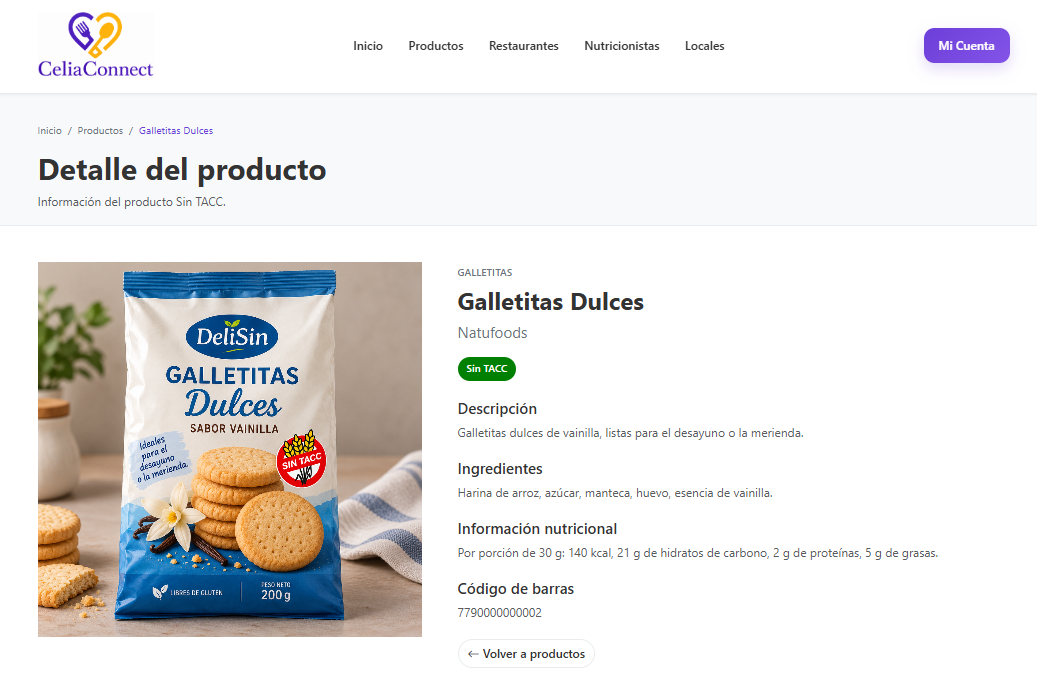 CeliaConnect
Inicio
Productos
Restaurantes
Nutricionistas
Locales
Mi Cuenta
Inicio / Productos / Galletitas Dulces
Detalle del producto
Información del producto Sin TACC.
DeliSin
GALLETITAS
Dulces
SABOR VAINILLA
Ideales
para el
desayuno
o la merienda.
SIN TACC
LIBRES DE GLUTEN
PESO NETO
200 g
GALLETITAS
Galletitas Dulces
Natufoods
Sin TACC
Descripción
Galletitas dulces de vainilla, listas para el desayuno o la merienda.
Ingredientes
Harina de arroz, azúcar, manteca, huevo, esencia de vainilla.
Información nutricional
Por porción de 30 g: 140 kcal, 21 g de hidratos de carbono, 2 g de proteínas, 5 g de grasas.
Código de barras
7790000000002
← Volver a productos